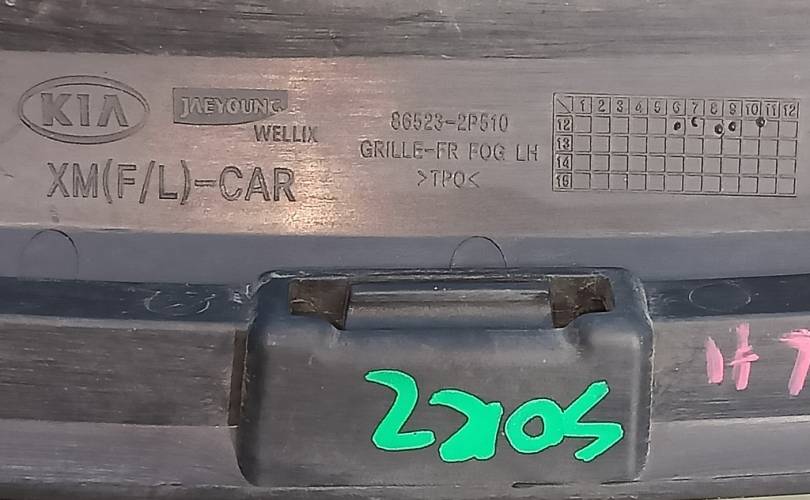 KIA
JAEYOUNG
WELLIX
XM(F/L)-CAR
86523-2P510
GRILLE-FR FOG LH
>TPO<
1 2 3 4 5 6 7 8 9 10 11 12
12
13
14
15